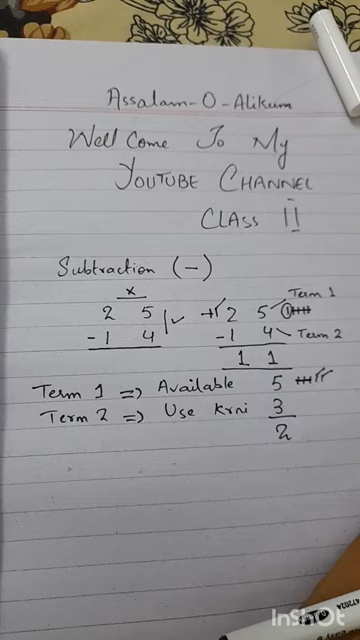 Assalam-O-Alikum
Well Come To My
YOUTUBE CHANNEL
CLASS II
Subtraction (-)
x
2 5
- 1 4
2 5 Term 1
- 1 4 Term 2
1 1
Term 1 => Available 5
Term 2 => Use krni 3
2
InShOt